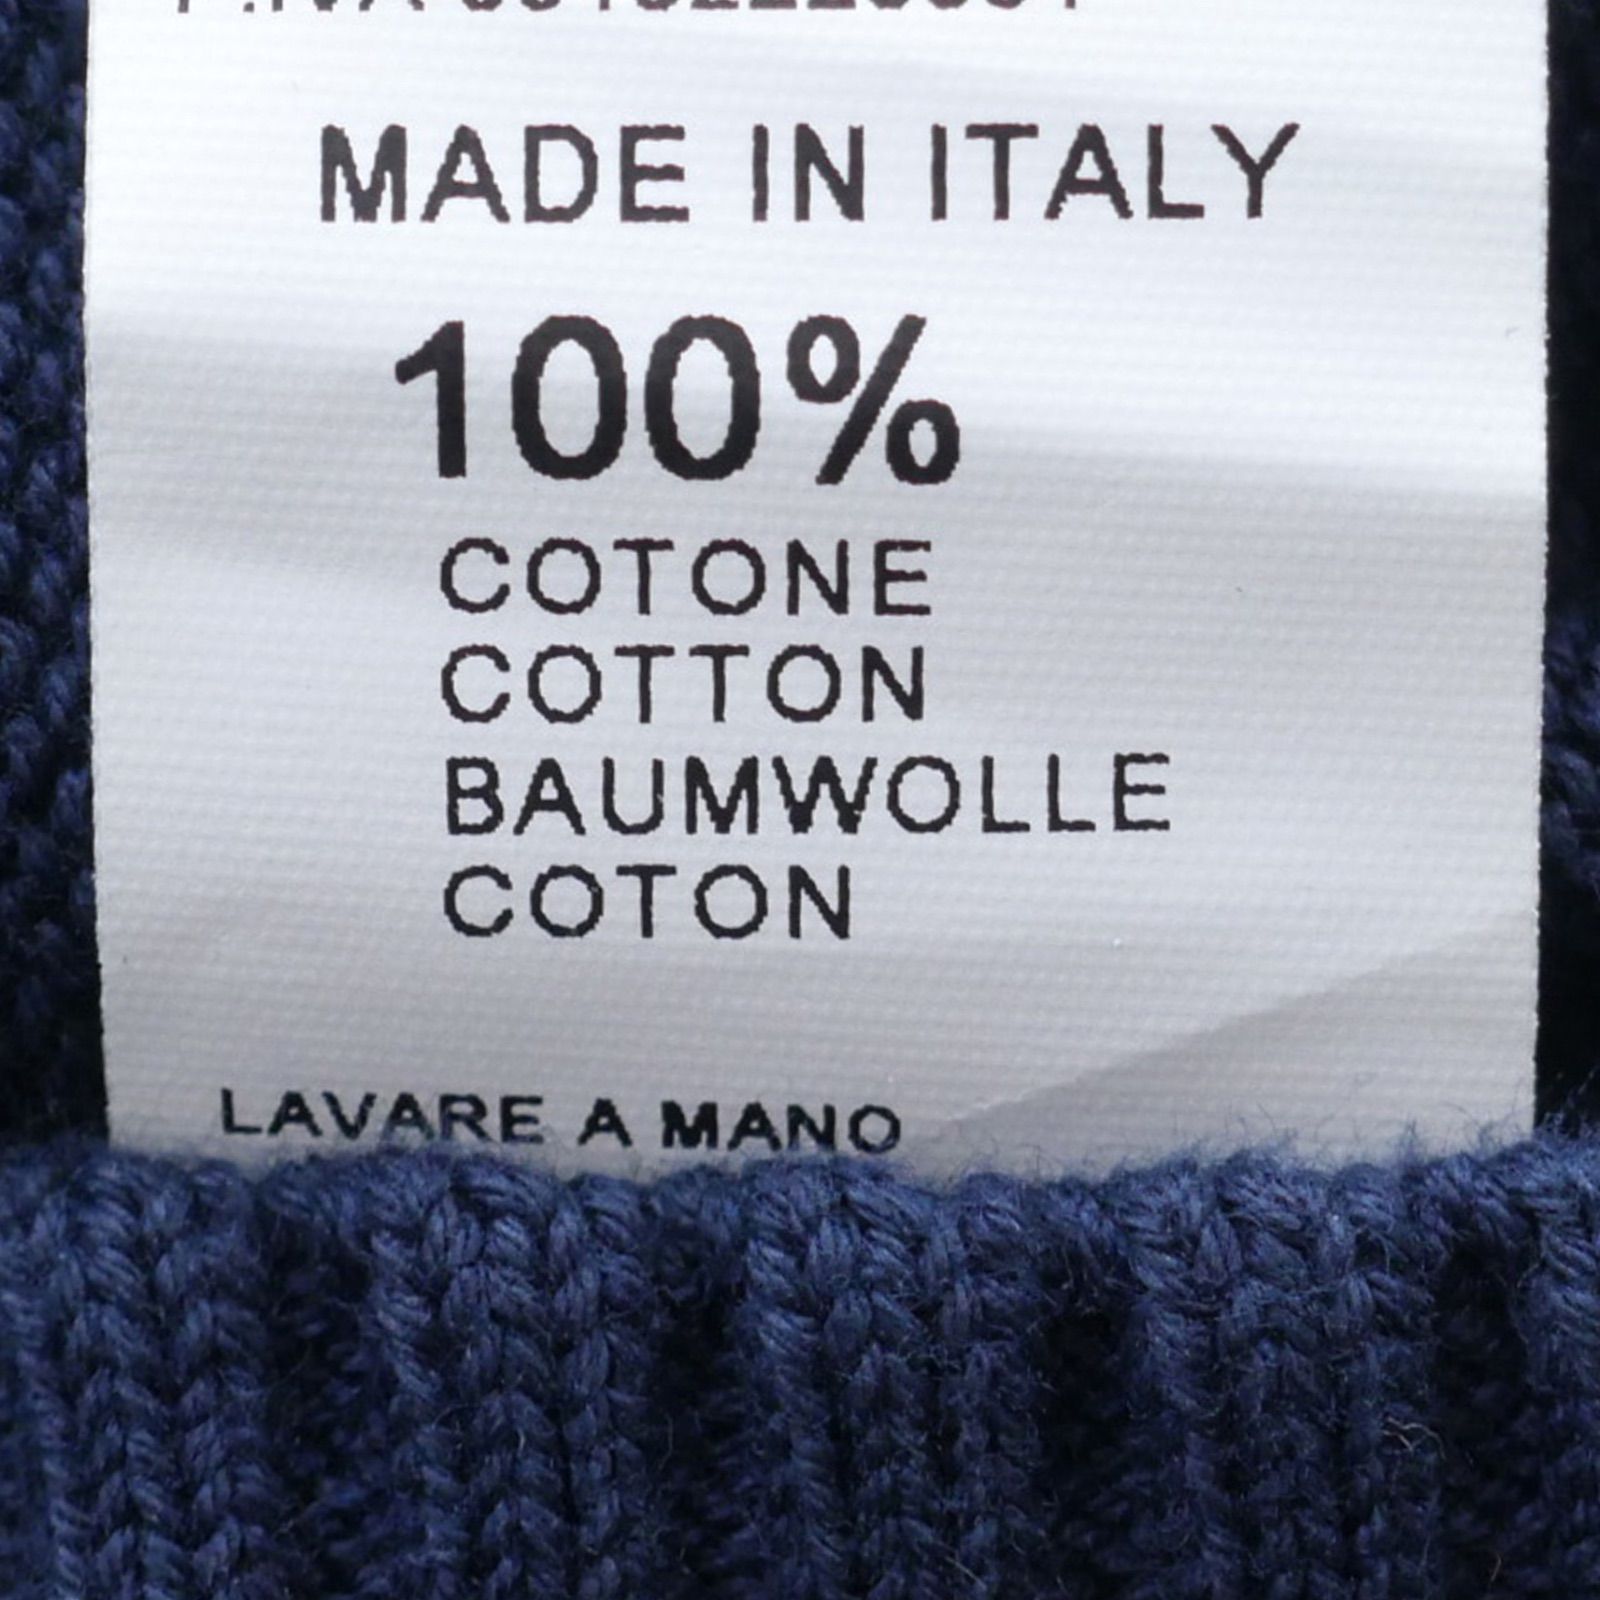 MADE IN ITALY
100%
COTONE
COTTON
BAUMWOLLE
COTON
LAVARE A MANO